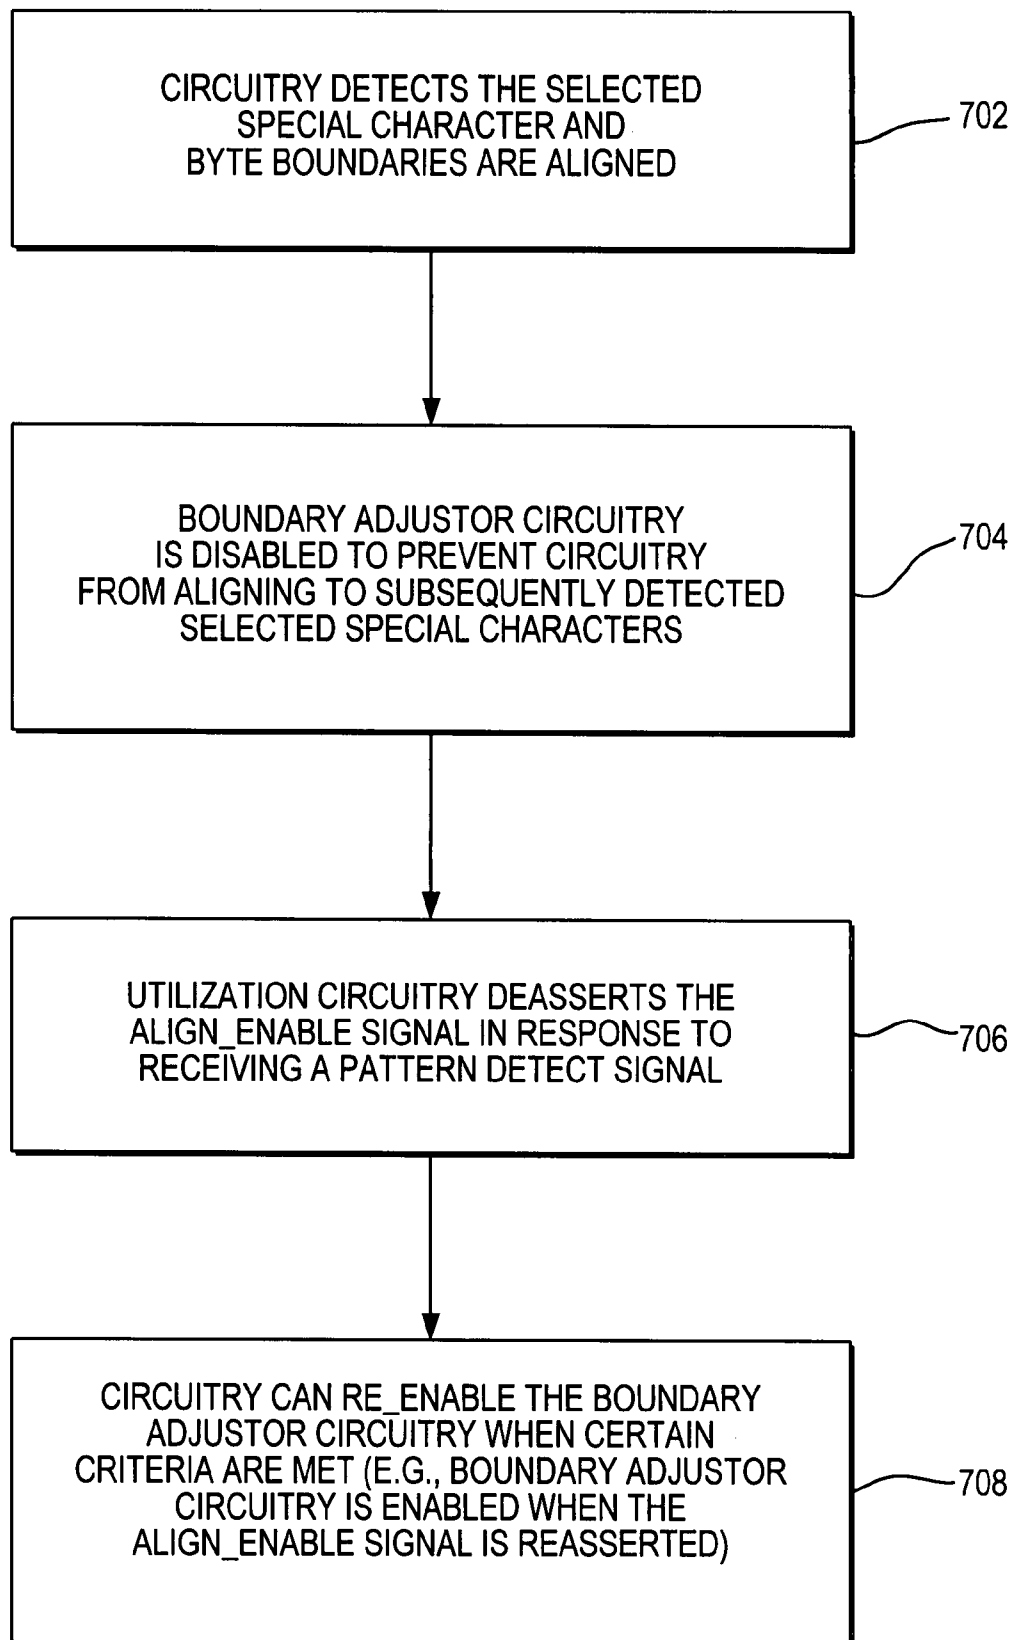 CIRCUITRY DETECTS THE SELECTED
SPECIAL CHARACTER AND
BYTE BOUNDARIES ARE ALIGNED
702
BOUNDARY ADJUSTOR CIRCUITRY
IS DISABLED TO PREVENT CIRCUITRY
FROM ALIGNING TO SUBSEQUENTLY DETECTED
SELECTED SPECIAL CHARACTERS
704
UTILIZATION CIRCUITRY DEASSERTS THE
ALIGN_ENABLE SIGNAL IN RESPONSE TO
RECEIVING A PATTERN DETECT SIGNAL
706
CIRCUITRY CAN RE_ENABLE THE BOUNDARY
ADJUSTOR CIRCUITRY WHEN CERTAIN
CRITERIA ARE MET (E.G., BOUNDARY ADJUSTOR
CIRCUITRY IS ENABLED WHEN THE
ALIGN_ENABLE SIGNAL IS REASSERTED)
708